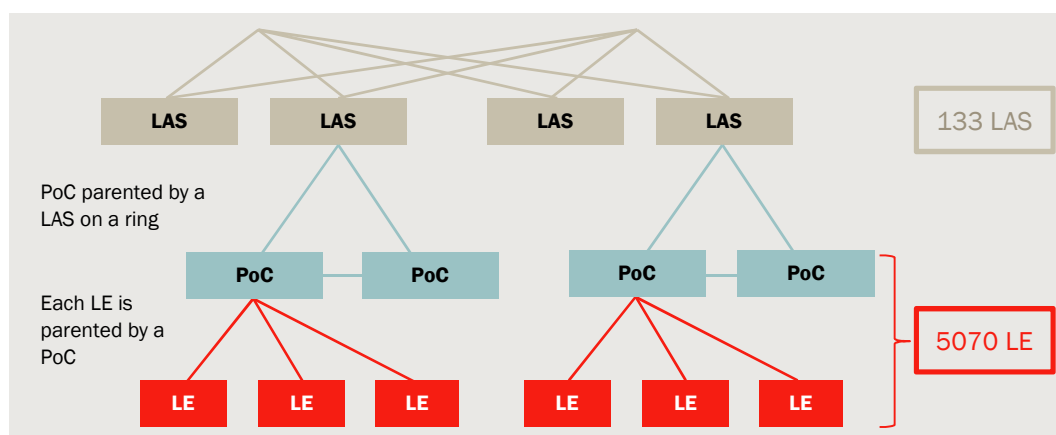 LAS LAS LAS LAS 133 LAS
PoC parented by a
LAS on a ring
PoC PoC PoC PoC
Each LE is
parented by a
PoC
5070 LE
LE LE LE LE LE LE